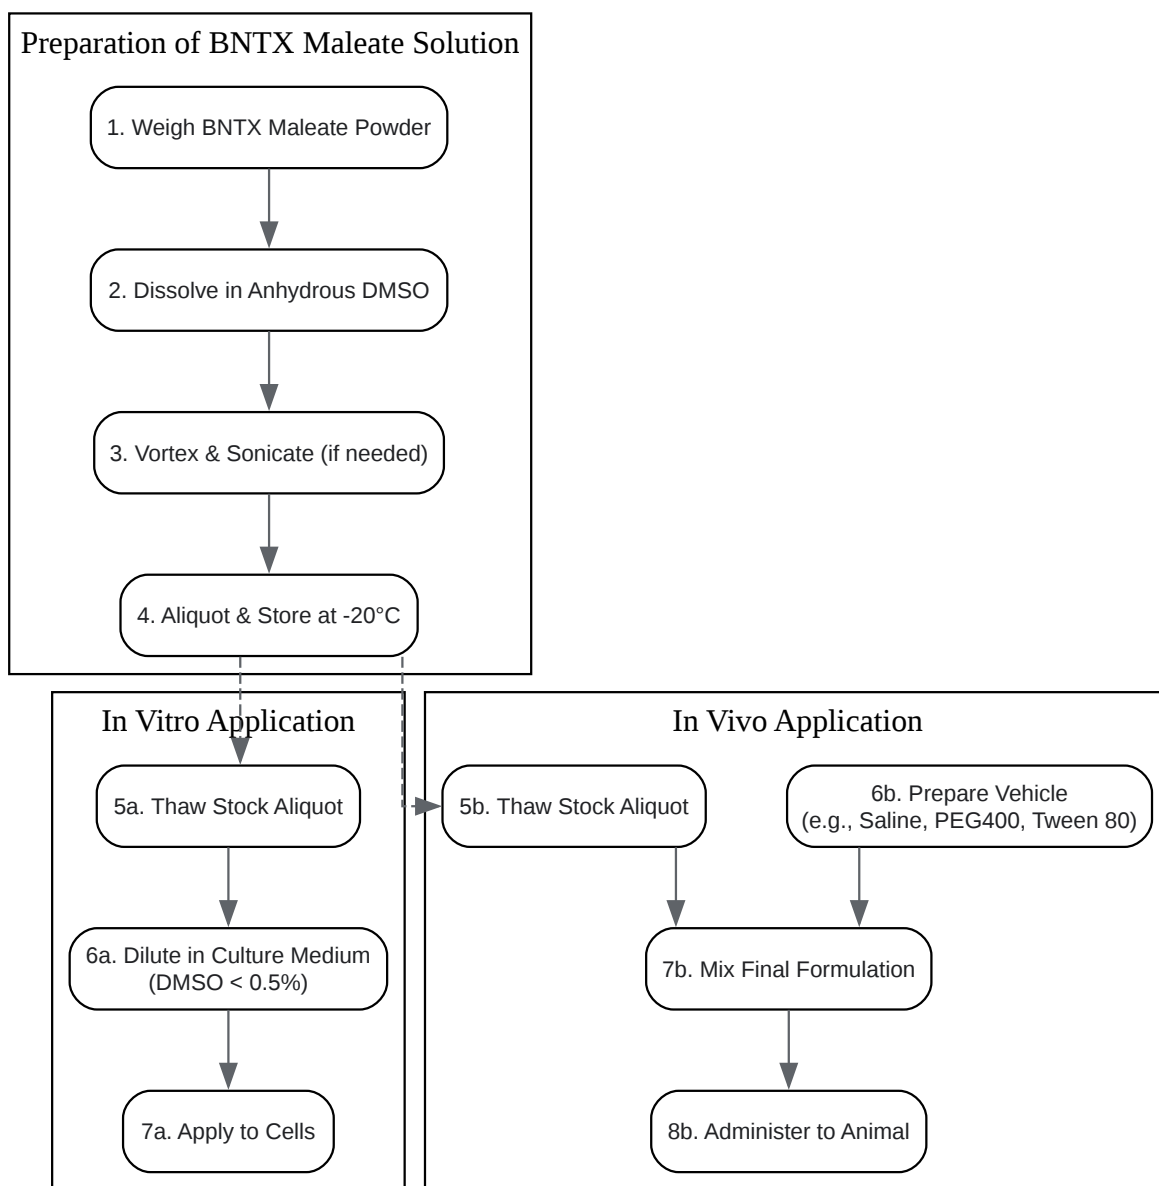 Preparation of BNTX Maleate Solution
1. Weigh BNTX Maleate Powder
2. Dissolve in Anhydrous DMSO
3. Vortex & Sonicate (if needed)
4. Aliquot & Store at -20°C
In Vitro Application
5a. Thaw Stock Aliquot
6a. Dilute in Culture Medium
(DMSO < 0.5%)
7a. Apply to Cells
In Vivo Application
5b. Thaw Stock Aliquot
6b. Prepare Vehicle
(e.g., Saline, PEG400, Tween 80)
7b. Mix Final Formulation
8b. Administer to Animal